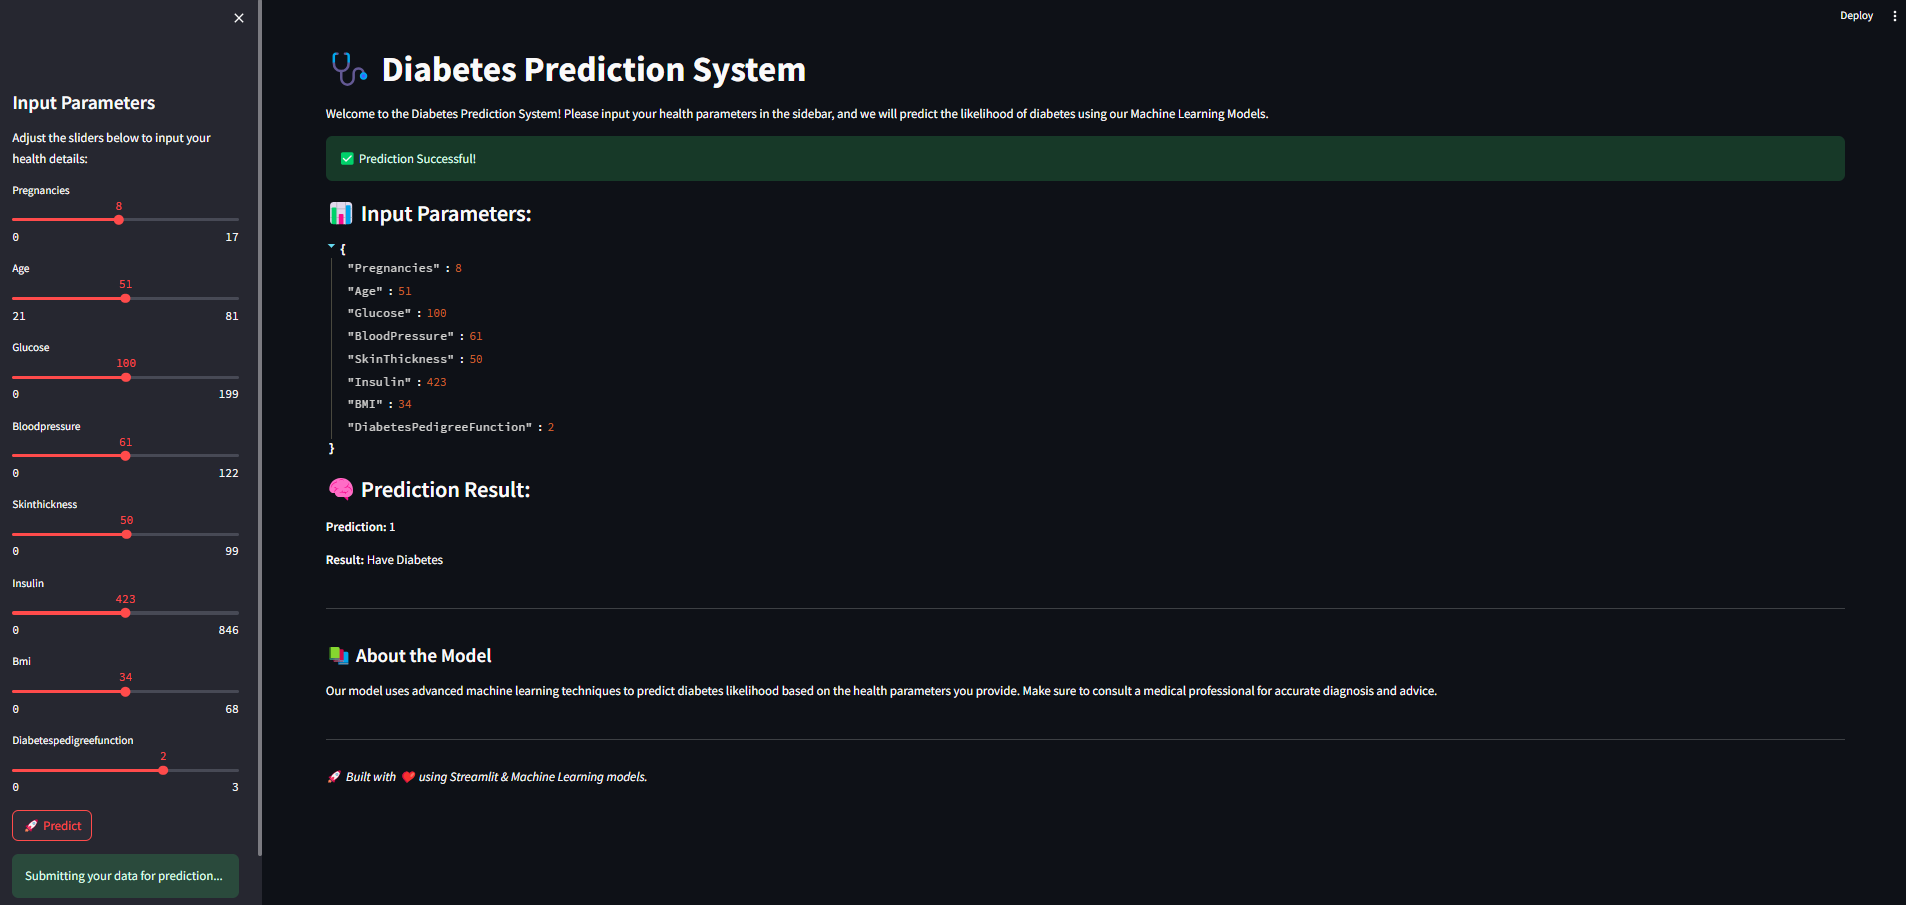 Input Parameters
Adjust the sliders below to input your
health details:
Pregnancies
8
0 17
Age
51
21 81
Glucose
100
0 199
Bloodpressure
61
0 122
Skinthickness
50
0 99
Insulin
423
0 846
Bmi
34
0 68
Diabetespedigreefunction
2
0 3
🚀 Predict
Submitting your data for prediction...
Deploy
🩺 Diabetes Prediction System
Welcome to the Diabetes Prediction System! Please input your health parameters in the sidebar, and we will predict the likelihood of diabetes using our Machine Learning Models.
✅ Prediction Successful!
📊 Input Parameters:
{
"Pregnancies" : 8
"Age" : 51
"Glucose" : 100
"BloodPressure" : 61
"SkinThickness" : 50
"Insulin" : 423
"BMI" : 34
"DiabetesPedigreeFunction" : 2
}
🧠 Prediction Result:
Prediction: 1
Result: Have Diabetes
📚 About the Model
Our model uses advanced machine learning techniques to predict diabetes likelihood based on the health parameters you provide. Make sure to consult a medical professional for accurate diagnosis and advice.
🚀 Built with ❤️ using Streamlit & Machine Learning models.